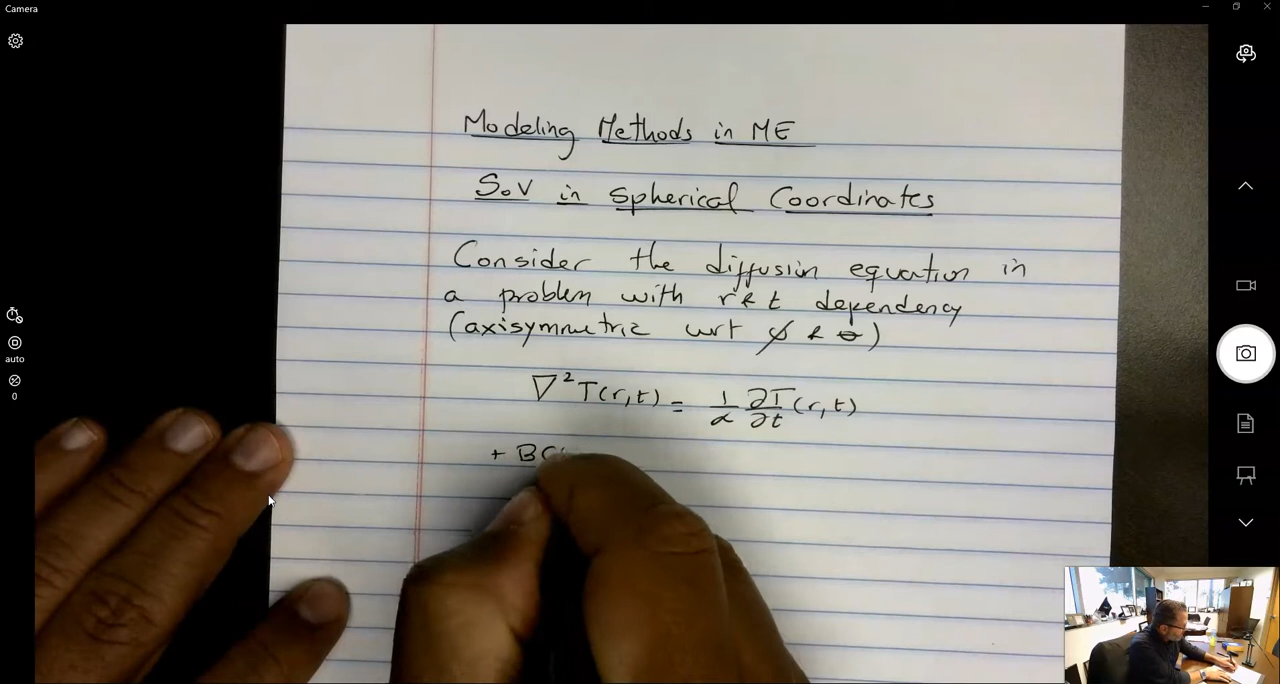 Camera
Modeling Methods in ME
SoV in Spherical Coordinates
Consider the diffusion equation in
a problem with r & t dependency
(axisymmetric wrt ϕ & θ)
∇²T(r,t) = 1/α ∂T/∂t (r,t)
+ BC
auto
0